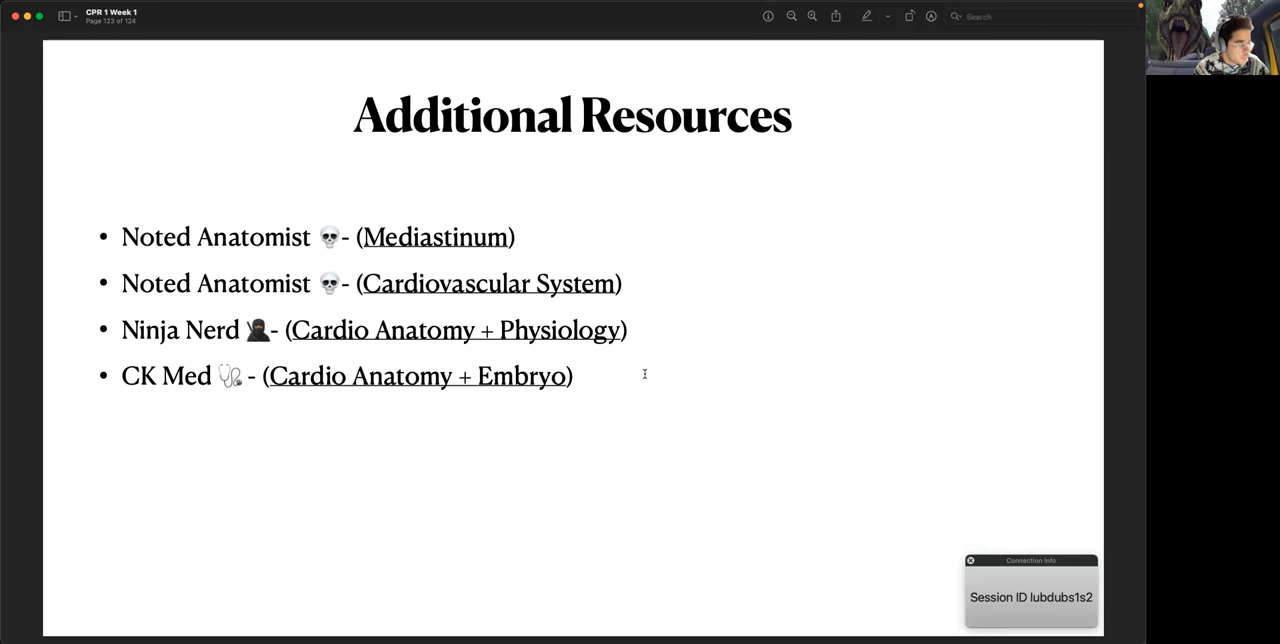 CPR 1 Week 1
Page 123 of 124
Search
Additional Resources
• Noted Anatomist 💀- (Mediastinum)
• Noted Anatomist 💀- (Cardiovascular System)
• Ninja Nerd 🥷- (Cardio Anatomy + Physiology)
• CK Med 🩺 - (Cardio Anatomy + Embryo)
Connection Info
Session ID lubdubs1s2